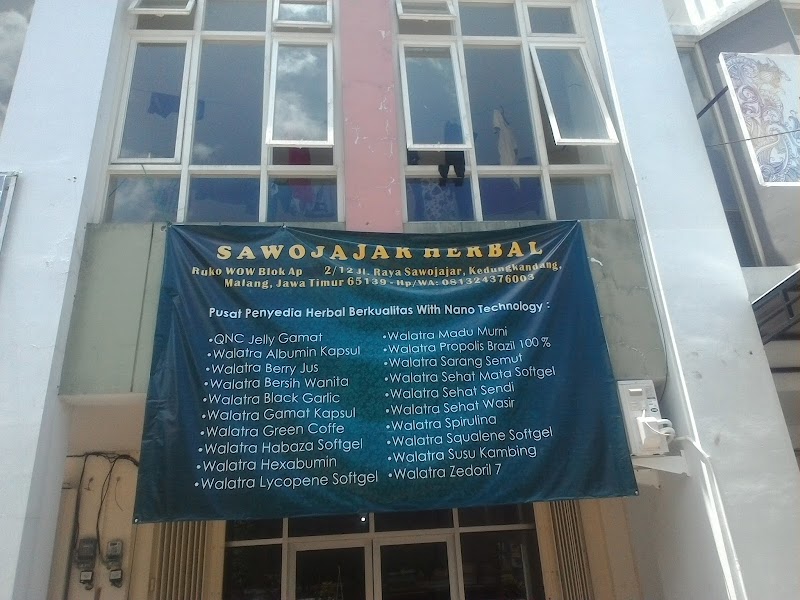 SAWOJAJAR HERBAL
Ruko WOW Blok Ap 2/12 Jl. Raya Sawojajar, Kedungkandang,
Malang, Jawa Timur 65139 - Hp/WA: 081324376003
Pusat Penyedia Herbal Berkualitas With Nano Technology :
•QNC Jelly Gamat
•Walatra Albumin Kapsul
•Walatra Berry Jus
•Walatra Bersih Wanita
•Walatra Black Garlic
•Walatra Gamat Kapsul
•Walatra Green Coffe
•Walatra Habaza Softgel
•Walatra Hexabumin
•Walatra Lycopene Softgel
•Walatra Madu Murni
•Walatra Propolis Brazil 100 %
•Walatra Sarang Semut
•Walatra Sehat Mata Softgel
•Walatra Sehat Sendi
•Walatra Sehat Wasir
•Walatra Spirulina
•Walatra Squalene Softgel
•Walatra Susu Kambing
•Walatra Zedoril 7